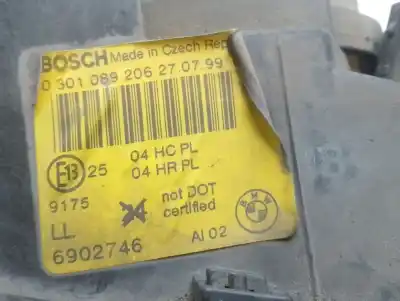 BOSCH Made in Czech Rep
0 301 089 206 27.07.99
04 HC PL
E13 25 04 HR PL
9175 not DOT
certified
LL
6902746 AI 02
BMW